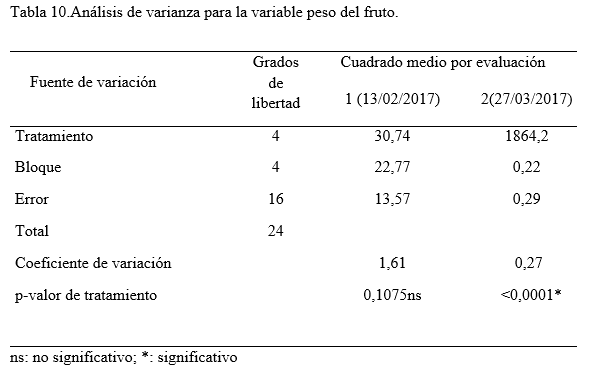 Tabla 10.Análisis de varianza para la variable peso del fruto.
Fuente de variación Grados de libertad Cuadrado medio por evaluación
1 (13/02/2017) 2(27/03/2017)
Tratamiento 4 30,74 1864,2
Bloque 4 22,77 0,22
Error 16 13,57 0,29
Total 24
Coeficiente de variación 1,61 0,27
p-valor de tratamiento 0,1075ns <0,0001*
ns: no significativo; *: significativo